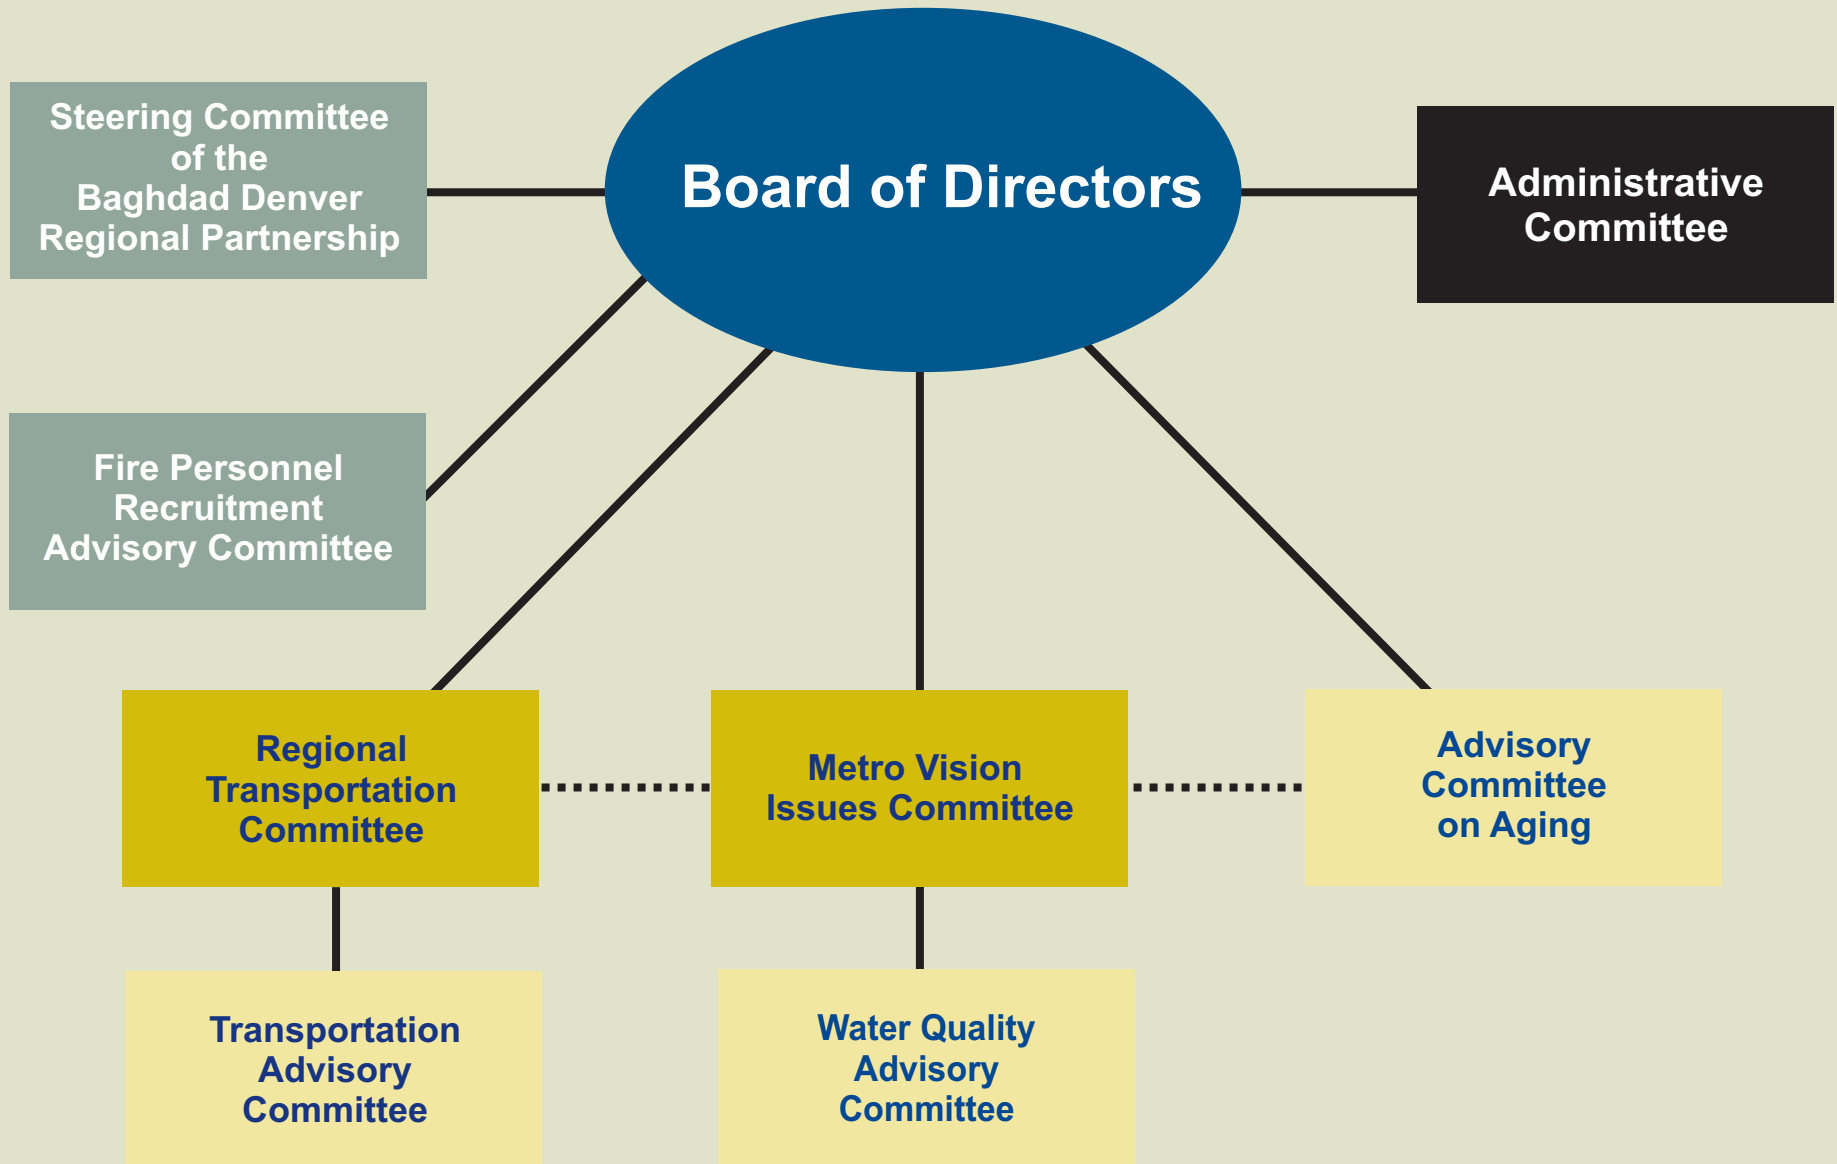 Board of Directors
Steering Committee
of the
Baghdad Denver
Regional Partnership
Administrative
Committee
Fire Personnel
Recruitment
Advisory Committee
Regional
Transportation
Committee
Metro Vision
Issues Committee
Advisory
Committee
on Aging
Transportation
Advisory
Committee
Water Quality
Advisory
Committee